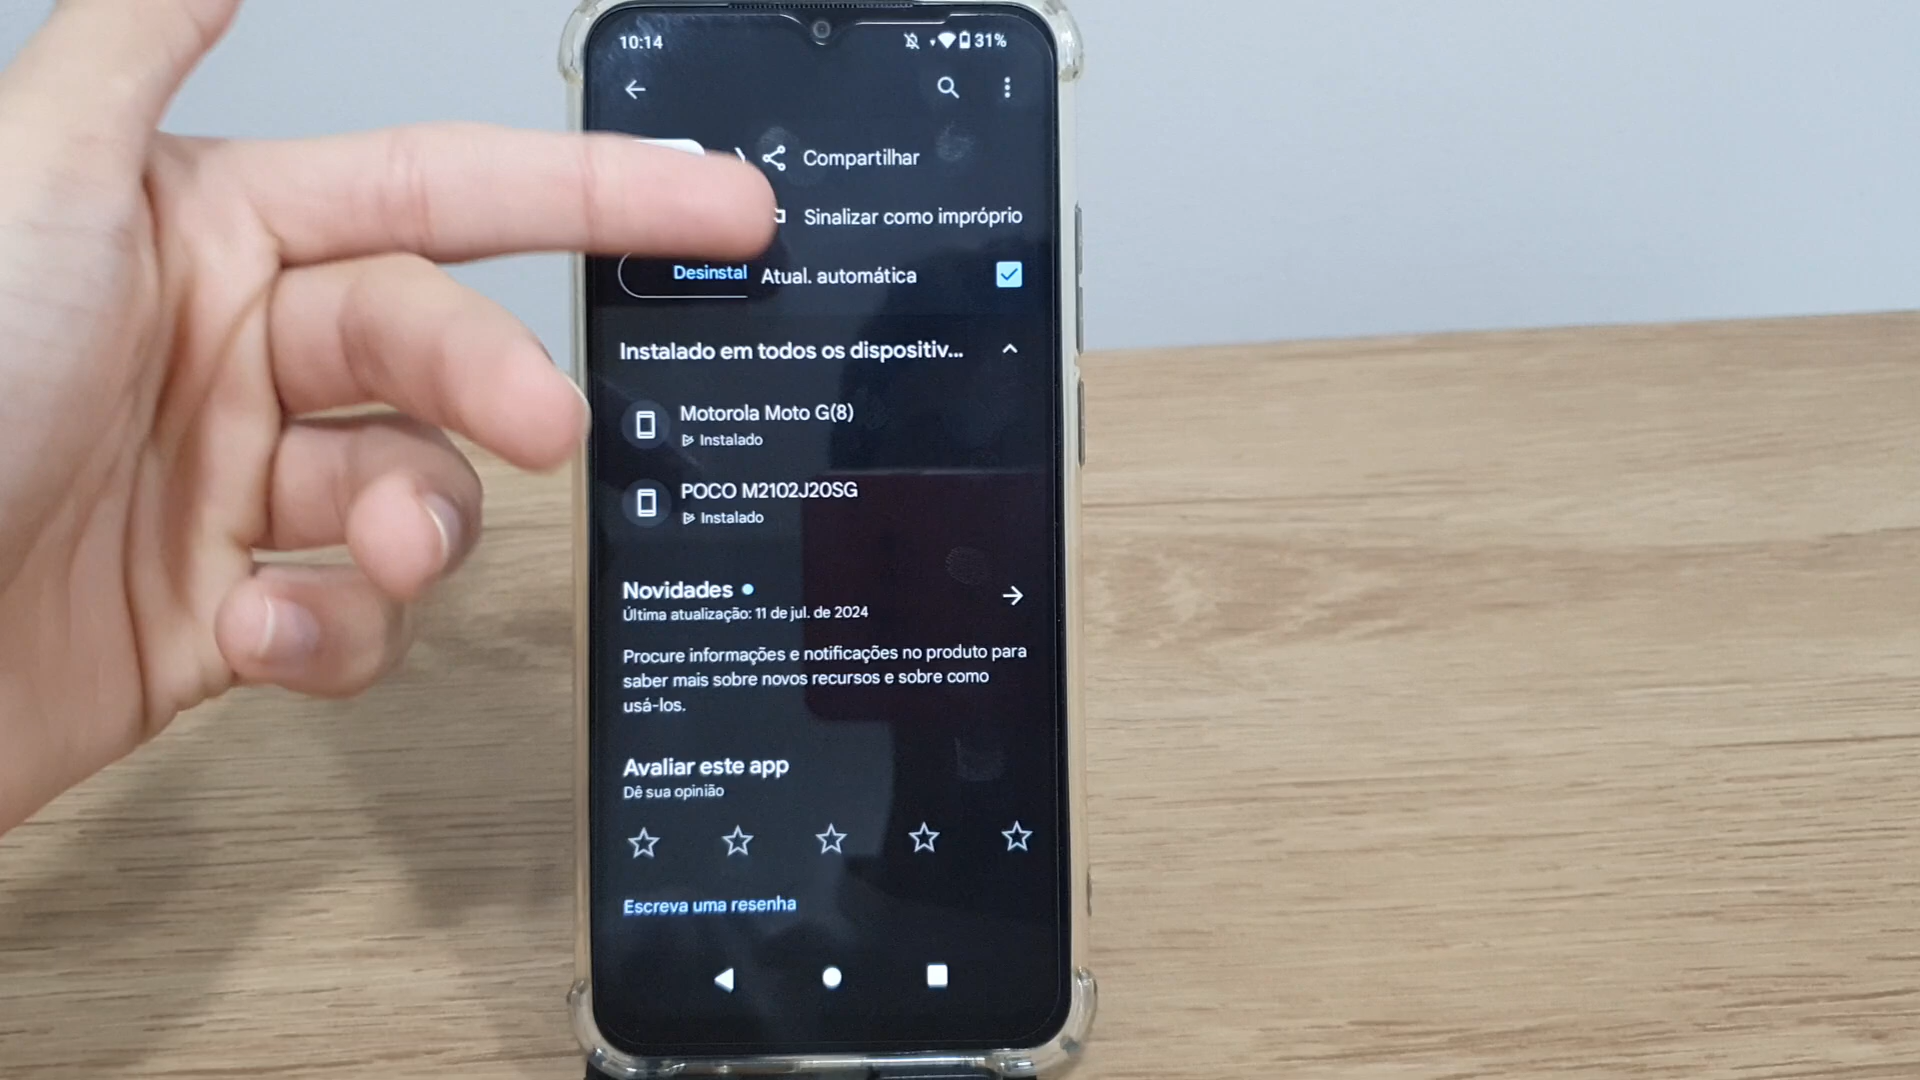 10:14
31%
Compartilhar
Sinalizar como impróprio
Desinstal
Atual. automática
Instalado em todos os dispositiv...
Motorola Moto G(8)
Instalado
POCO M2102J20SG
Instalado
Novidades
Última atualização: 11 de jul. de 2024
Procure informações e notificações no produto para
saber mais sobre novos recursos e sobre como
usá-los.
Avaliar este app
Dê sua opinião
Escreva uma resenha